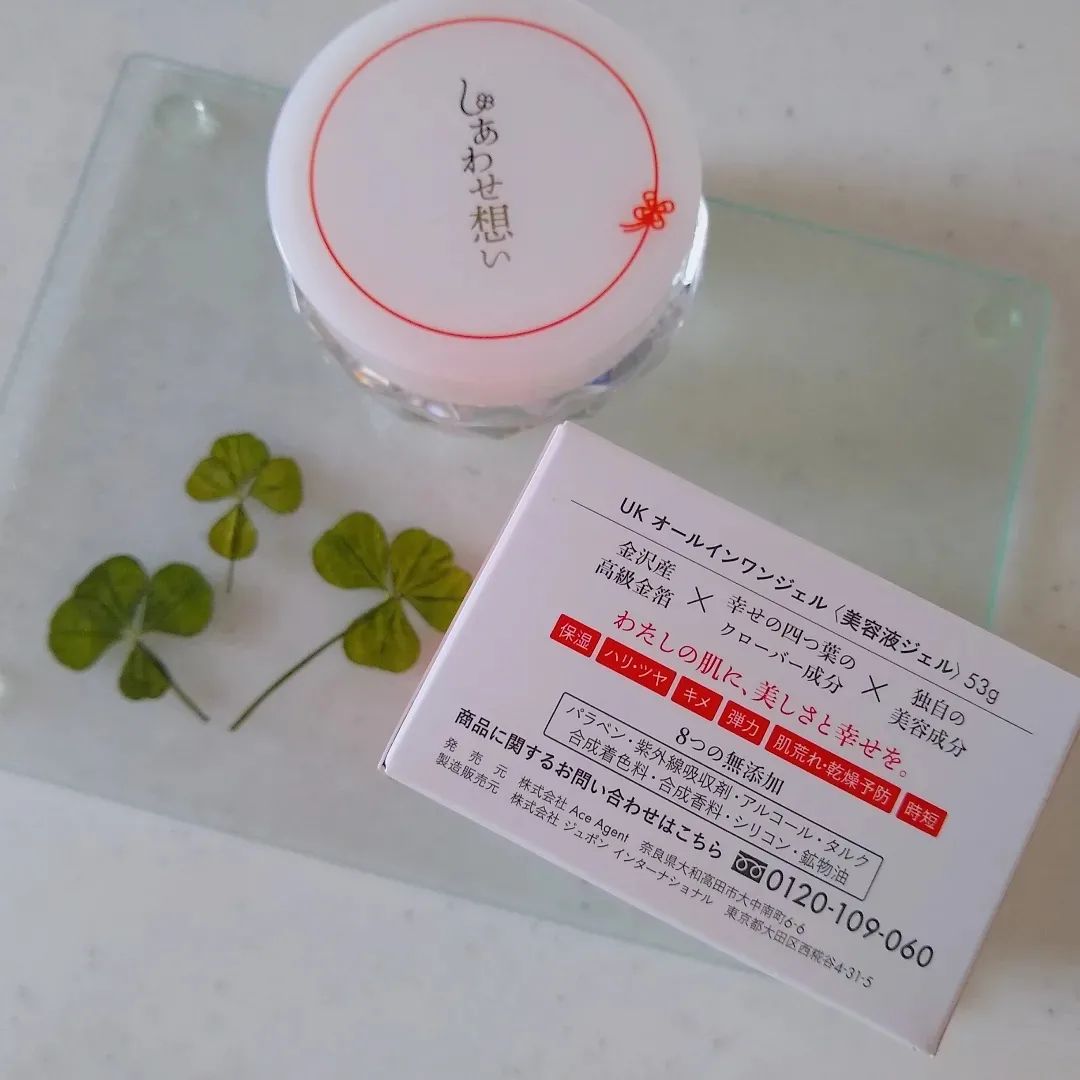 しあわせ想い
UK オールインワンジェル〈美容液ジェル〉53g
金沢産
高級金箔
×
幸せの四つ葉の
クローバー成分
×
独自の
美容成分
わたしの肌に、美しさと幸せを。
保湿 ハリ・ツヤ キメ 弾力 肌荒れ・乾燥予防 時短
8つの無添加
パラベン・紫外線吸収剤・アルコール・タルク
合成着色料・合成香料・シリコン・鉱物油
商品に関するお問い合わせはこちら 0120-109-060
発売元 株式会社 Ace Agent 奈良県大和高田市大中南町6-6
製造販売元 株式会社 ジュポン インターナショナル 東京都大田区西糀谷4-31-5